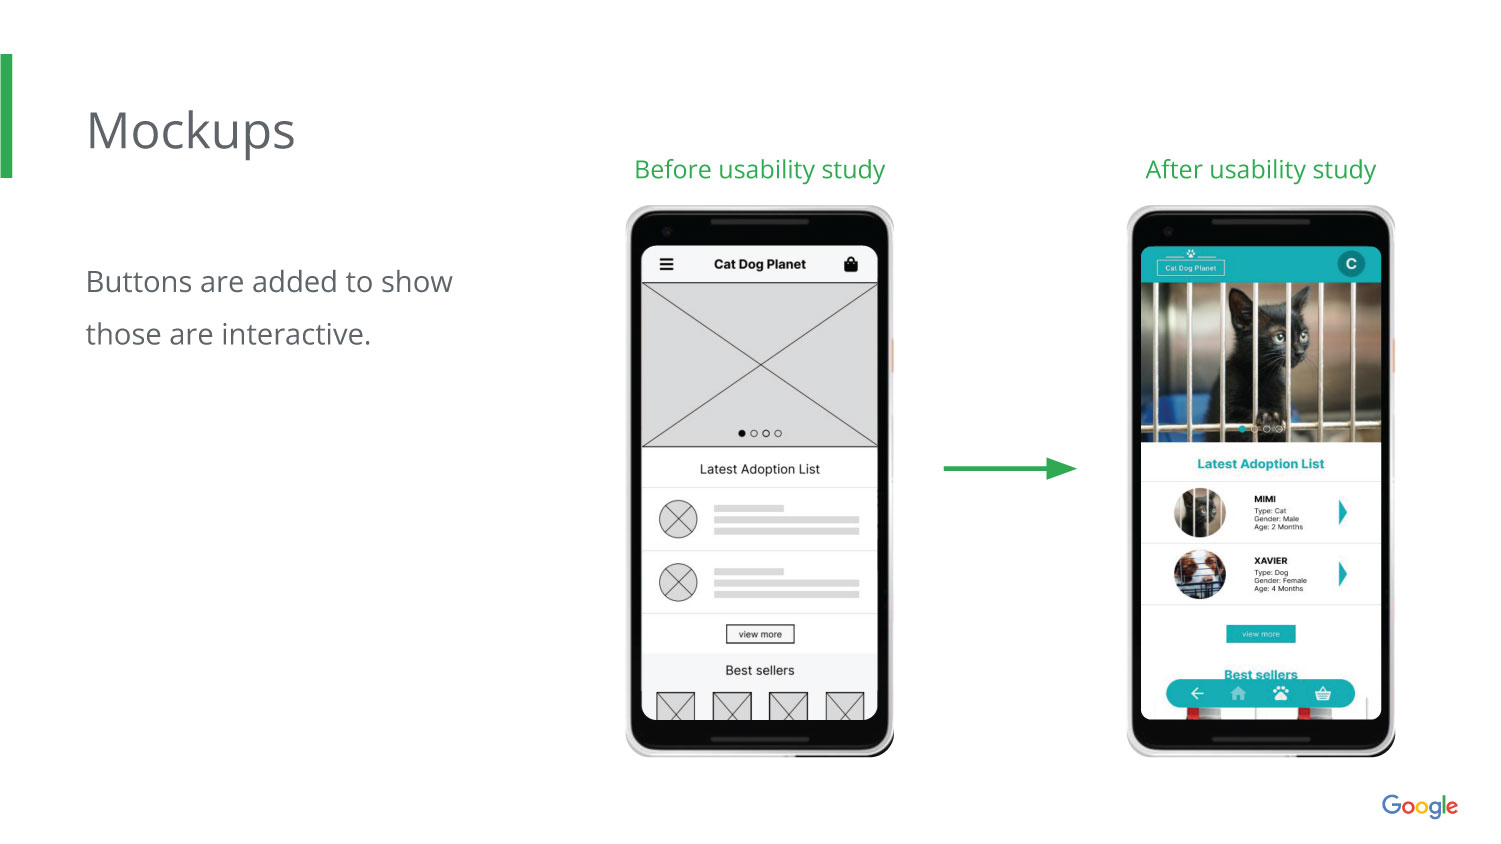 Mockups
Buttons are added to show
those are interactive.
Before usability study
Cat Dog Planet
Latest Adoption List
view more
Best sellers
After usability study
Cat Dog Planet
C
Latest Adoption List
MIMI
Type: Cat
Gender: Male
Age: 2 Months
XAVIER
Type: Dog
Gender: Female
Age: 4 Months
view more
Best sellers
Google